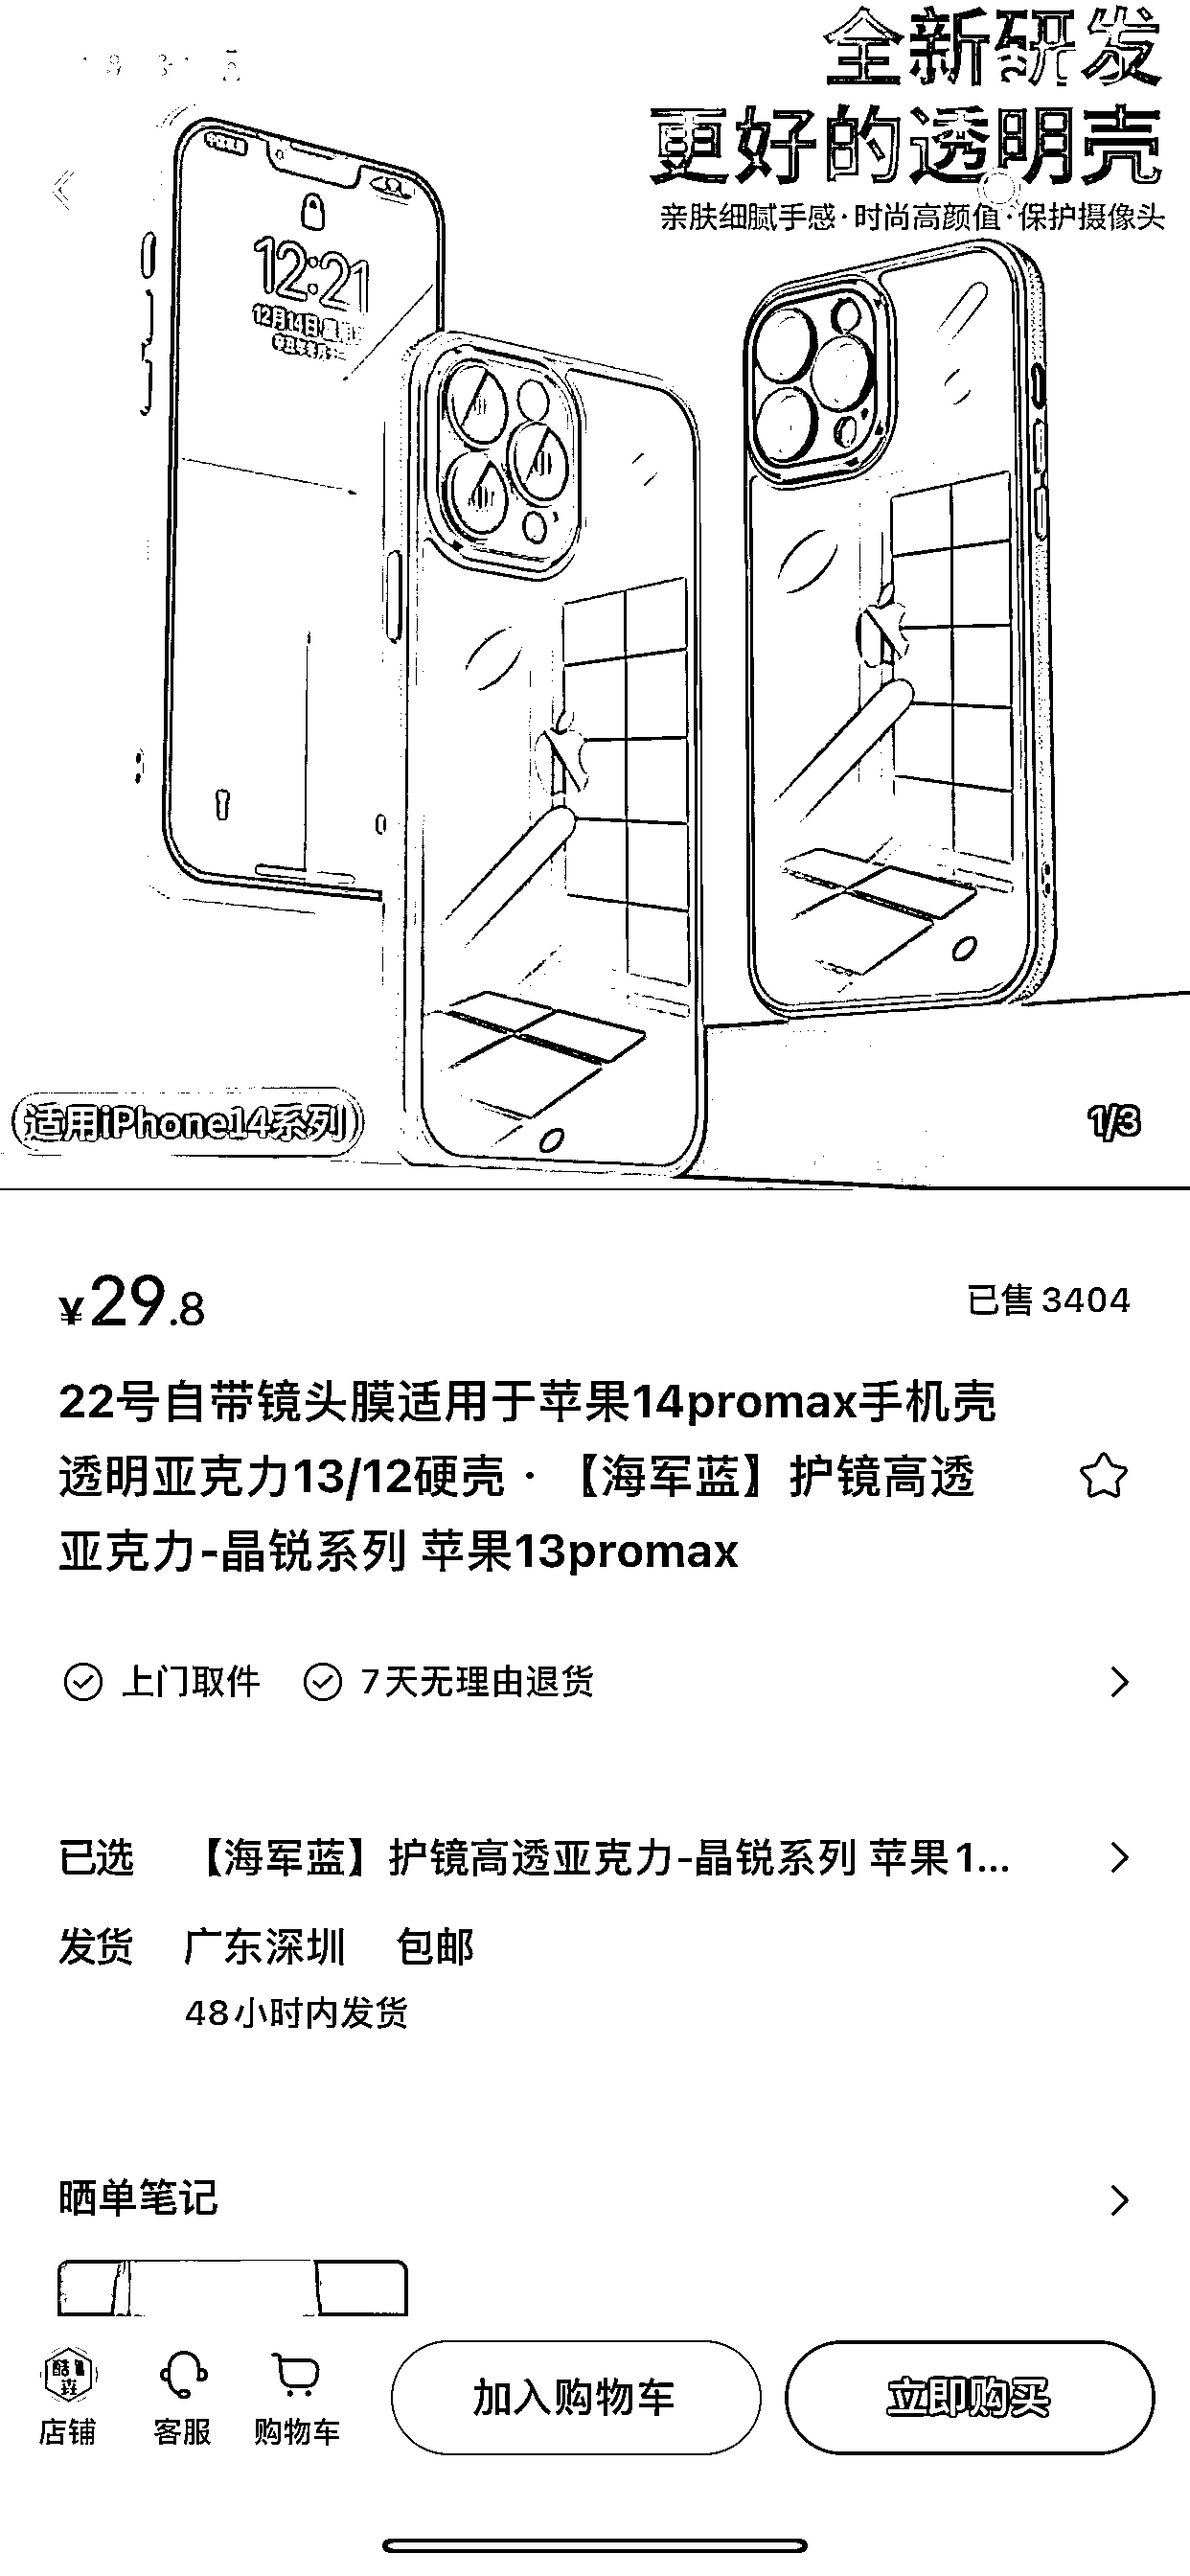 全新研发
更好的透明壳
亲肤细腻手感·时尚高颜值·保护摄像头
12:21
12月14日
适用iPhone14系列
1/3
¥29.8
已售3404
22号自带镜头膜适用于苹果14promax手机壳
透明亚克力13/12硬壳 · 【海军蓝】护镜高透
亚克力-晶锐系列 苹果13promax
上门取件 7天无理由退货
已选 【海军蓝】护镜高透亚克力-晶锐系列 苹果1...
发货 广东深圳 包邮
48小时内发货
晒单笔记
店铺 客服 购物车 加入购物车 立即购买